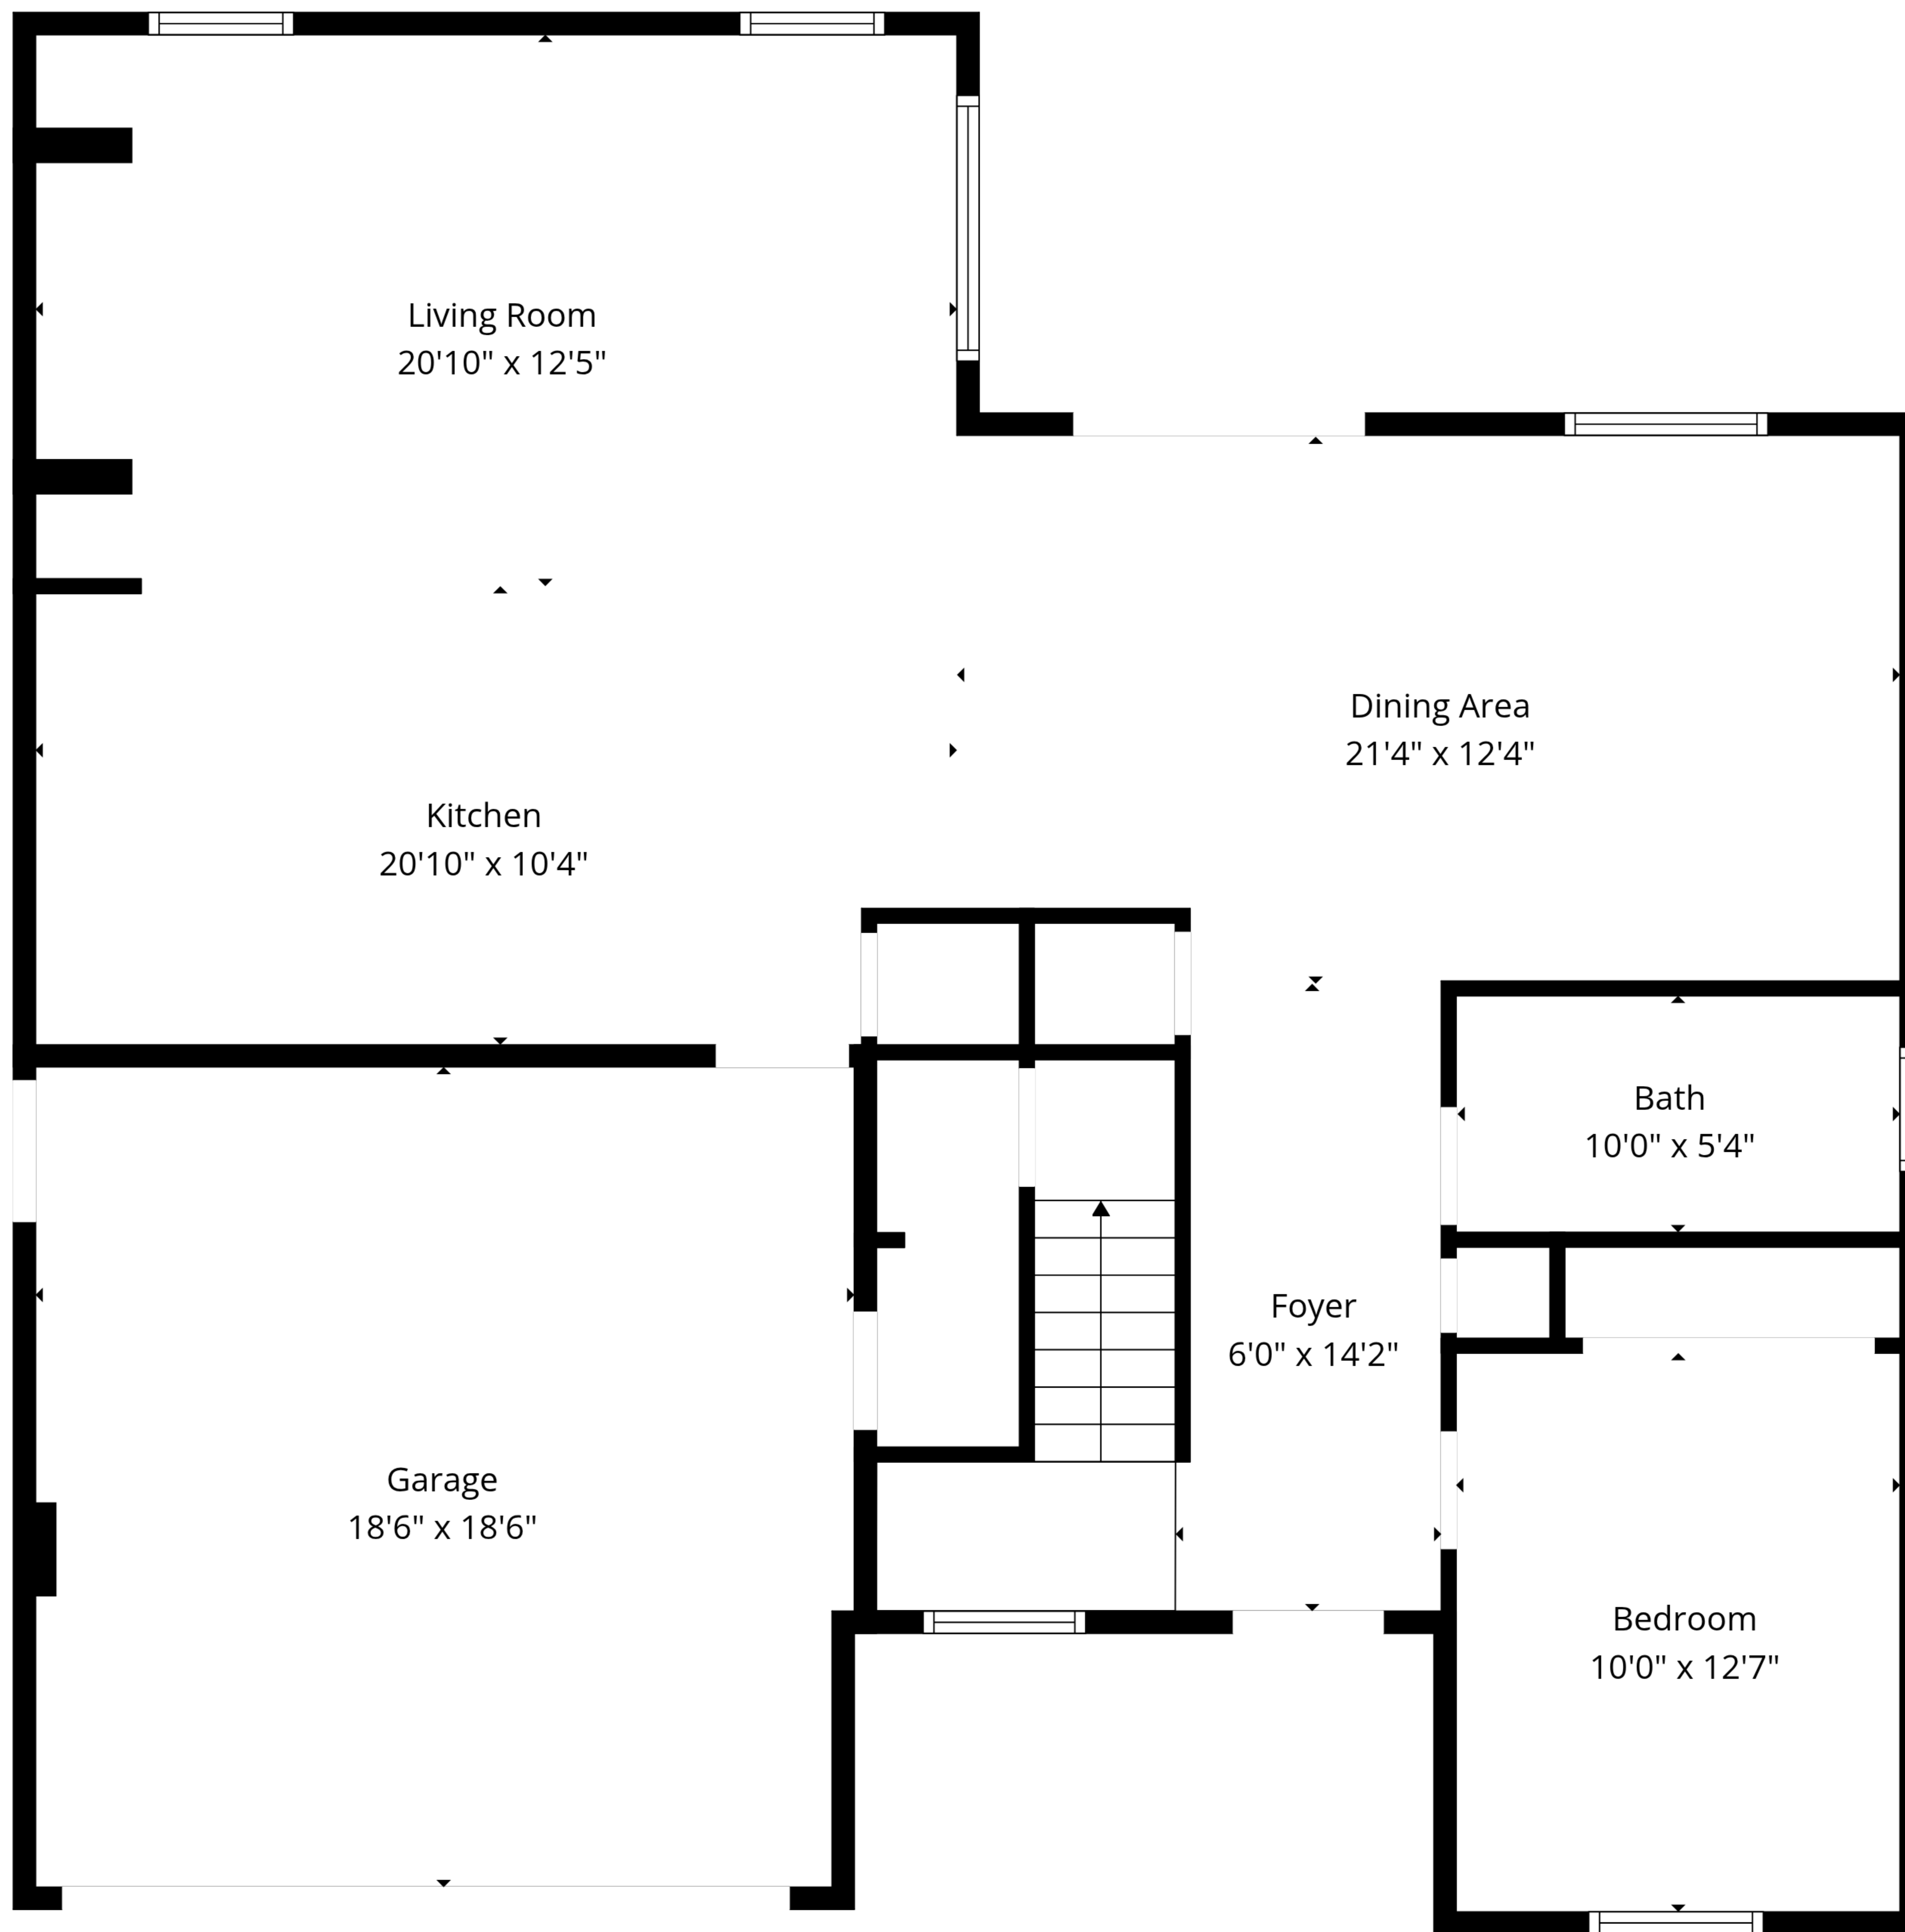 Living Room
20'10" x 12'5"
Dining Area
21'4" x 12'4"
Kitchen
20'10" x 10'4"
Bath
10'0" x 5'4"
Foyer
6'0" x 14'2"
Garage
18'6" x 18'6"
Bedroom
10'0" x 12'7"